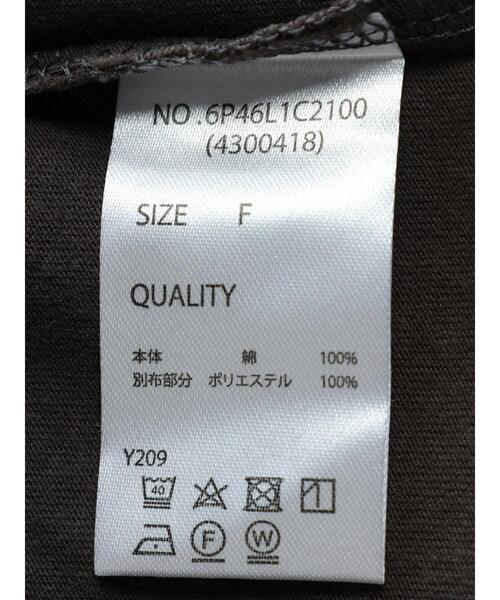 NO .6P46L1C2100
(4300418)
SIZE F
QUALITY
本体 綿 100%
別布部分 ポリエステル 100%
Y209
40
F W